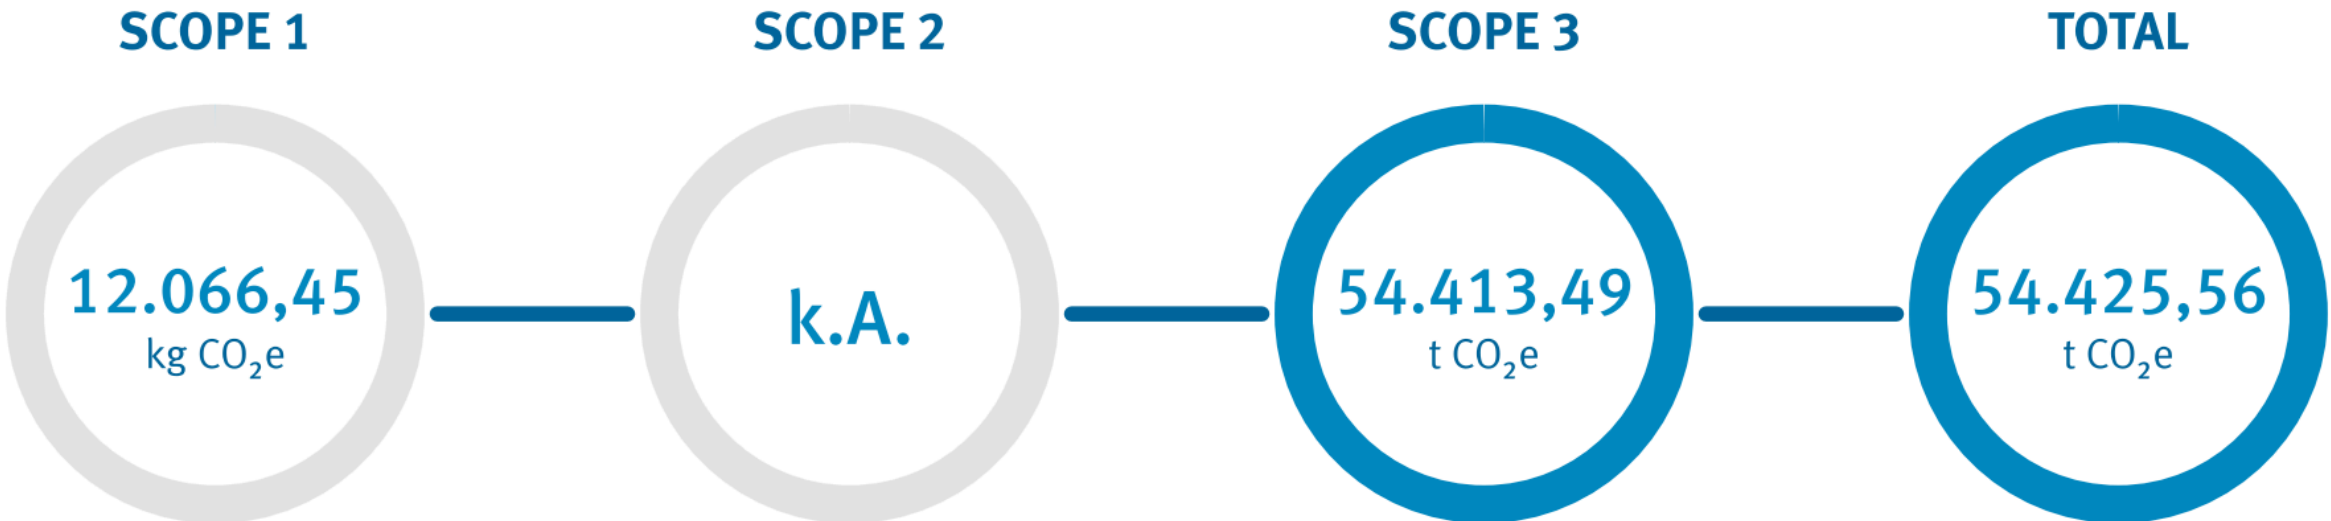 SCOPE 1
12.066,45
kg CO₂e
SCOPE 2
k.A.
SCOPE 3
54.413,49
t CO₂e
TOTAL
54.425,56
t CO₂e